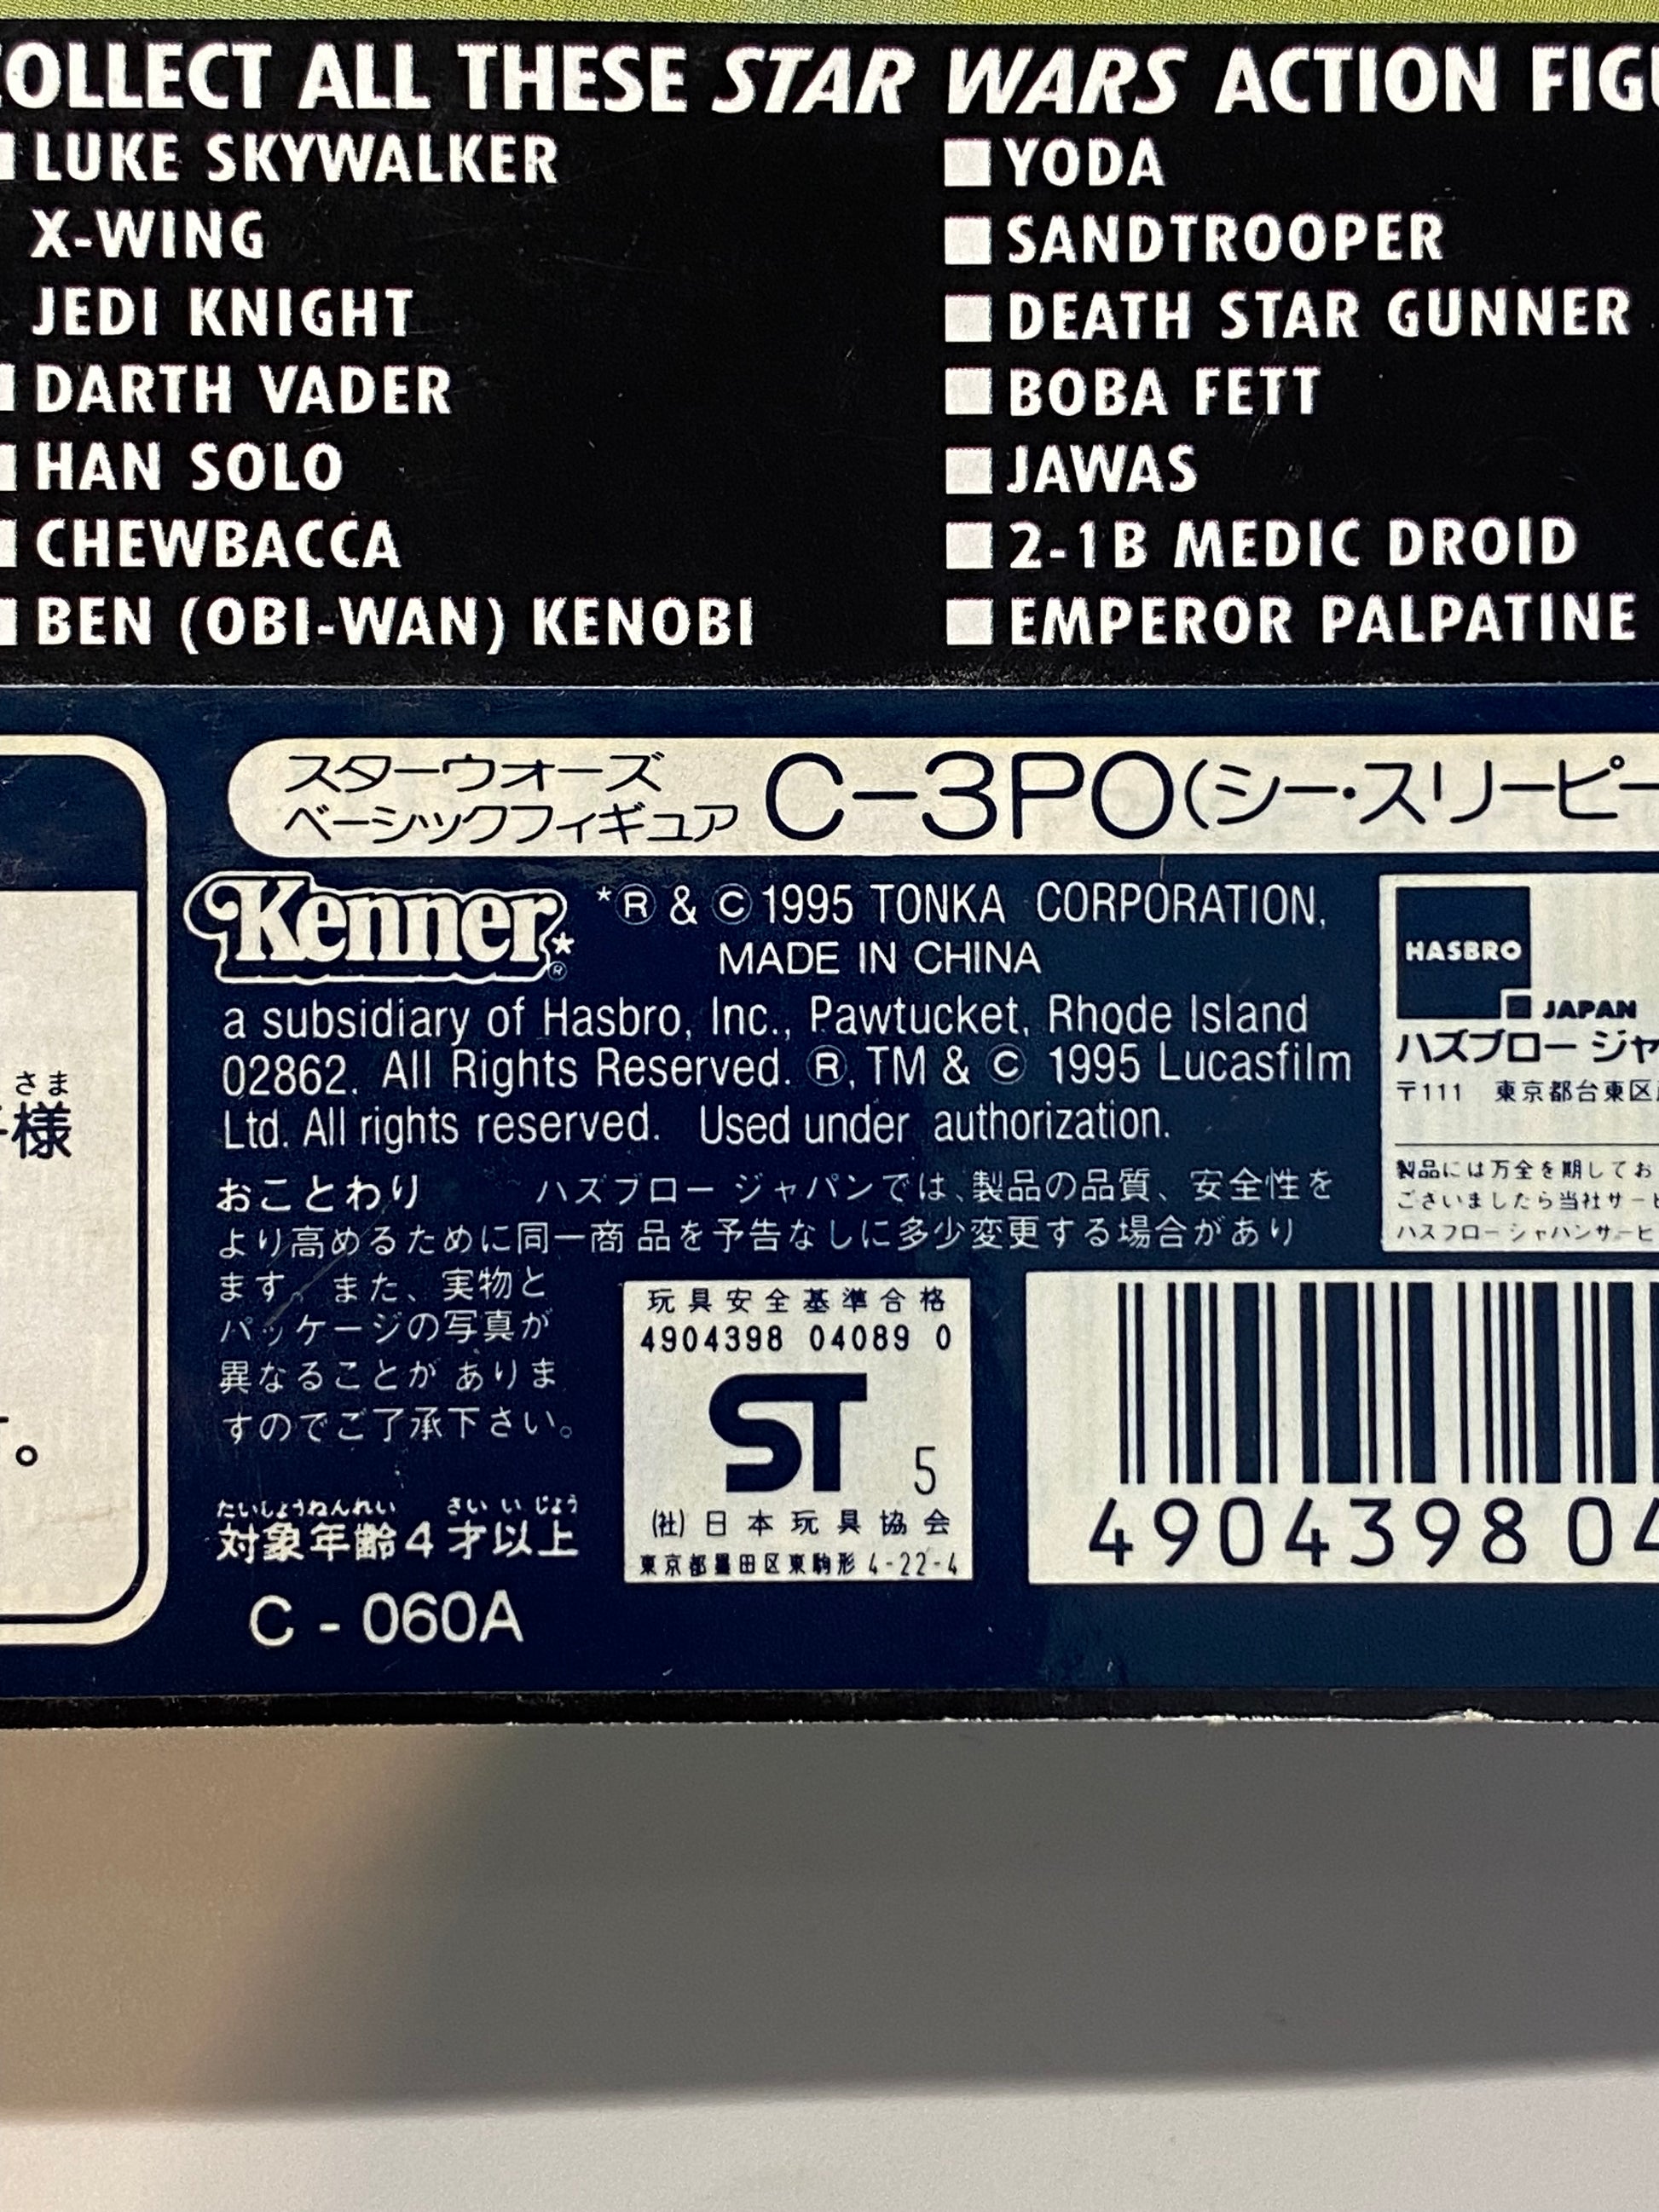 COLLECT ALL THESE STAR WARS ACTION
LUKE SKYWALKER
X-WING
JEDI KNIGHT
DARTH VADER
HAN SOLO
CHEWBACCA
BEN (OBI-WAN) KENOBI
YODA
SANDTROOPER
DEATH STAR GUNNER
BOBA FETT
JAWAS
2-1B MEDIC DROID
EMPEROR PALPATINE
さま
様
す。
スターウォーズ
ベーシックフィギュア
C-3PO(シー・スリーピー
Kenner*®
*® & © 1995 TONKA CORPORATION,
MADE IN CHINA
a subsidiary of Hasbro, Inc., Pawtucket, Rhode Island
02862. All Rights Reserved. ®, TM & © 1995 Lucasfilm
Ltd. All rights reserved. Used under authorization.
おことわり ハズブロー ジャパンでは、製品の品質、安全性を
より高めるために同一商品を予告なしに多少変更する場合があり
ます。また、実物と
パッケージの写真が
異なることがありま
すのでご了承下さい。
たいしょうねんれい さい いじょう
対象年齢4才以上
C - 060A
玩具安全基準合格
4904398 04089 0
ST 5
(社)日本玩具協会
東京都墨田区東駒形 4-22-4
HASBRO
JAPAN
ハズブロー ジャ
〒111 東京都台東区
製品には万全を期してお
ございましたら当社サービ
ハズブロー ジャパンサービ
4904398 04